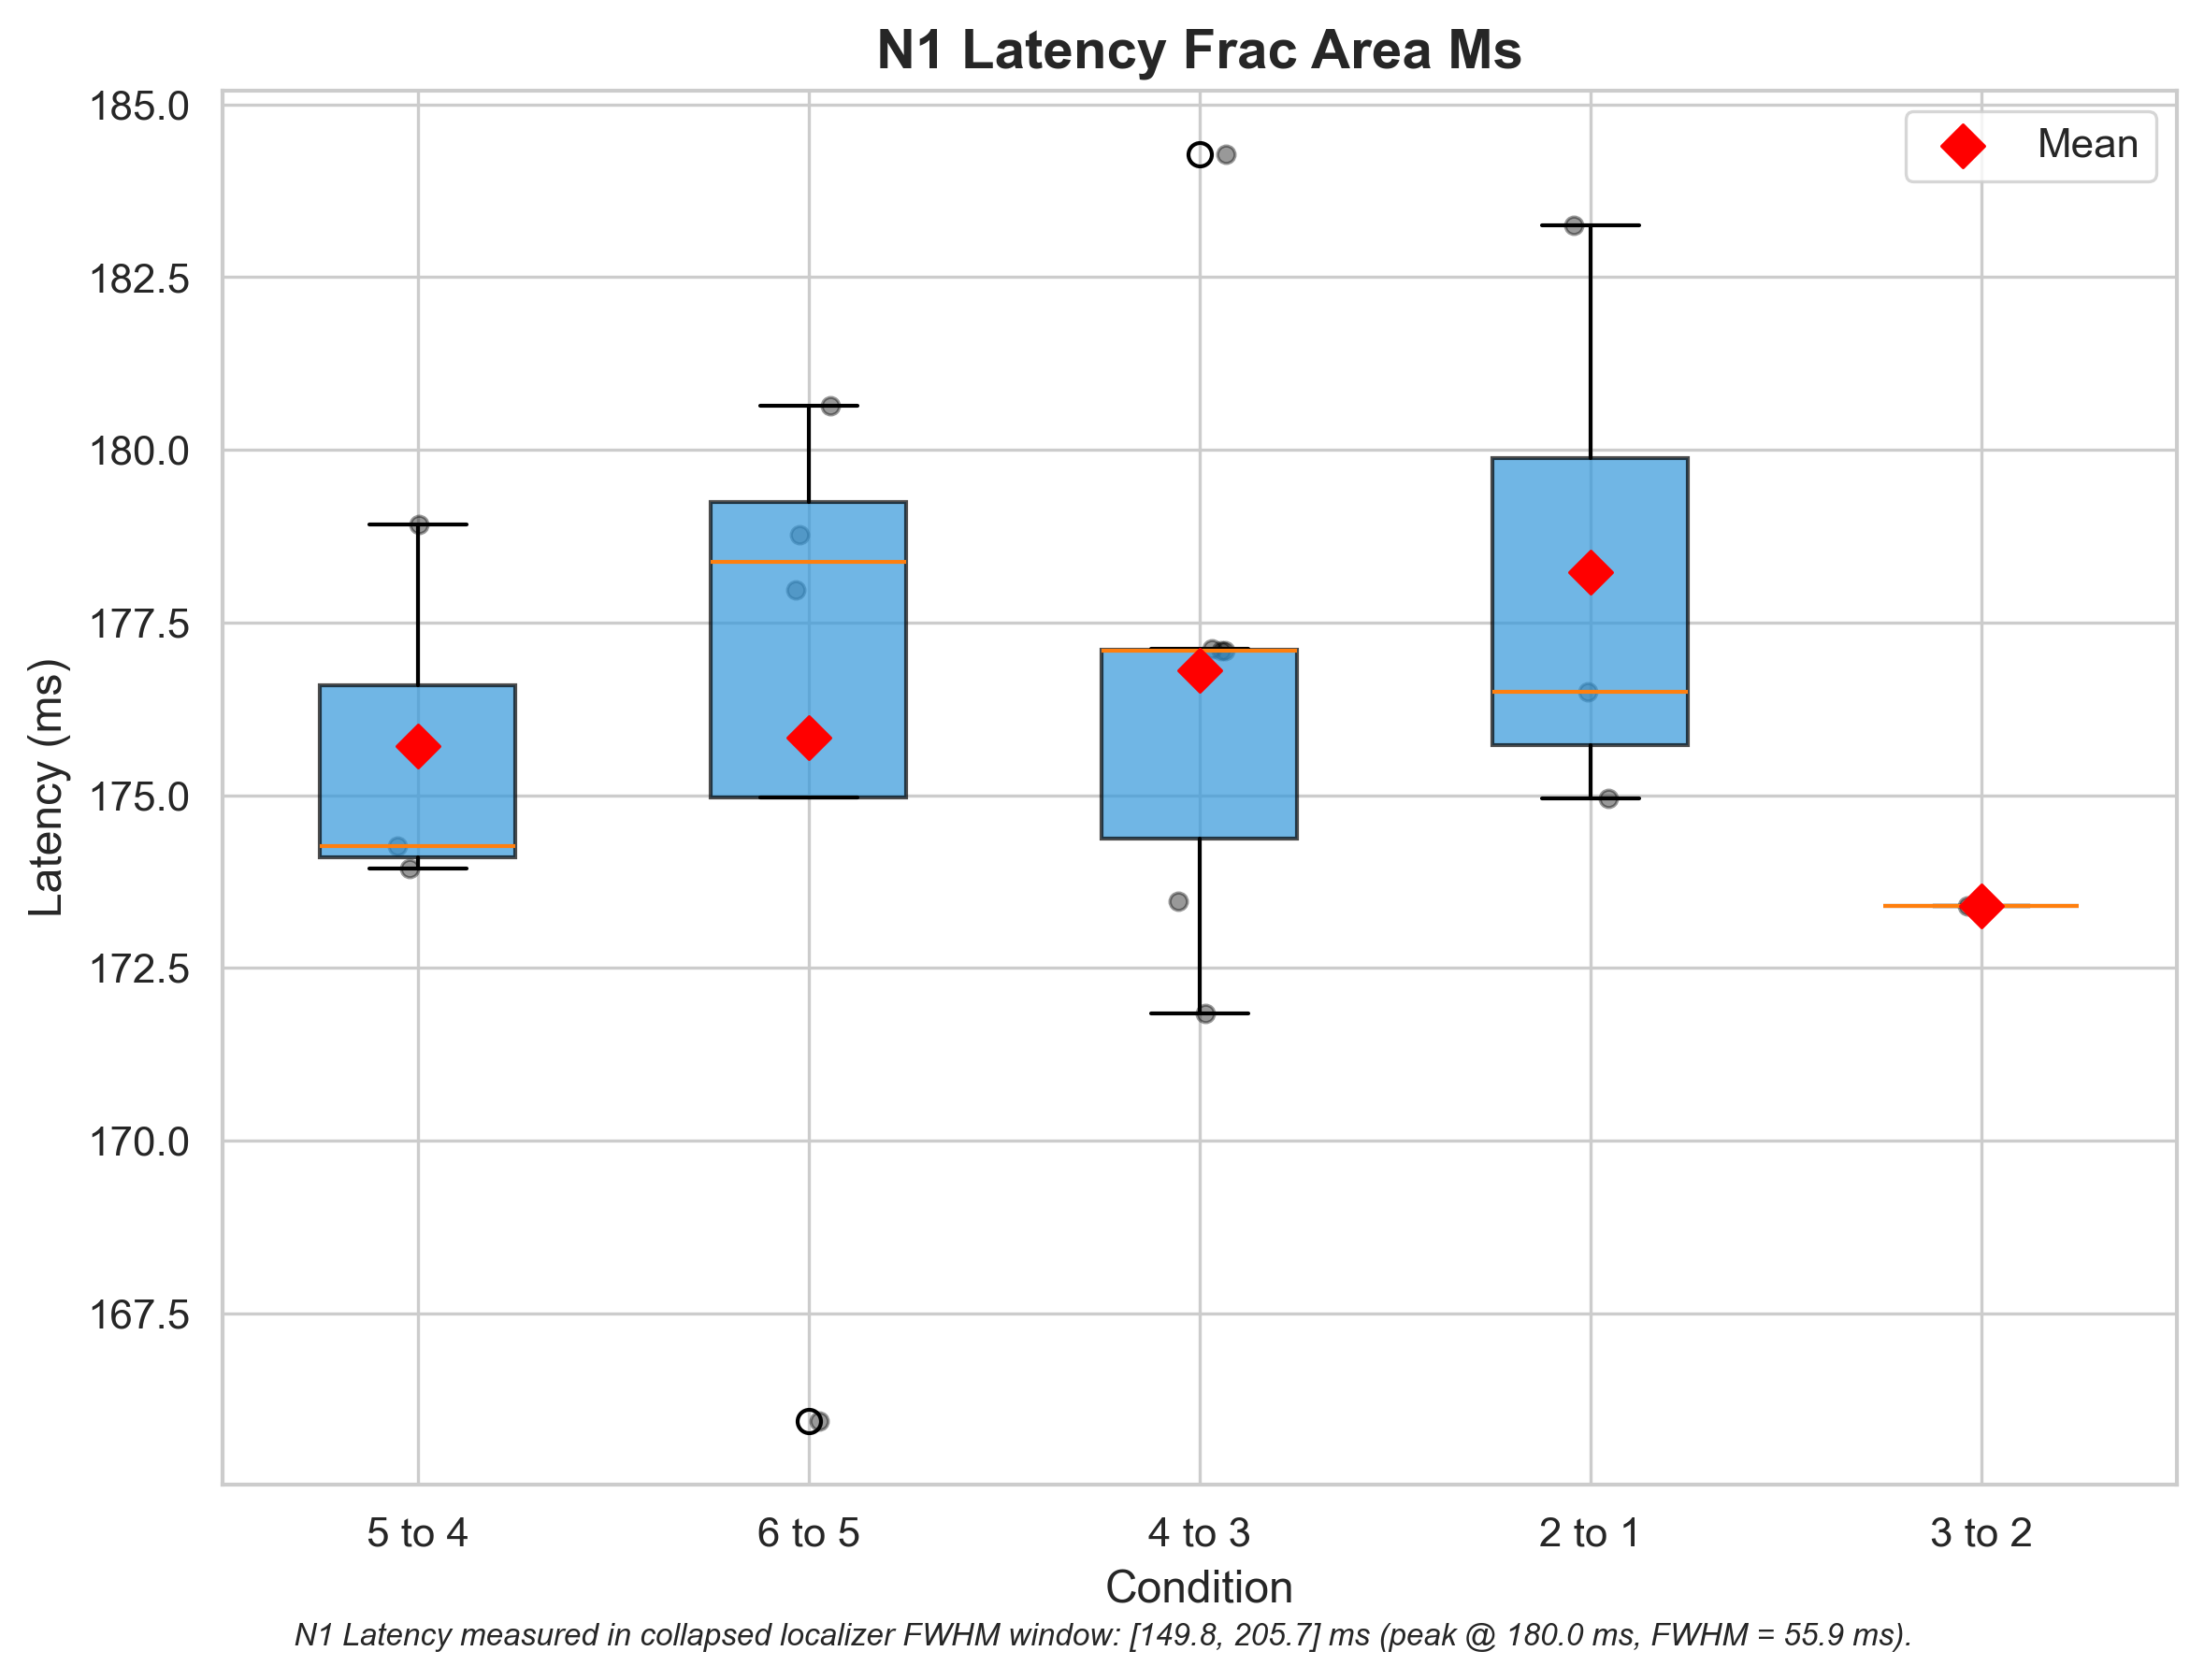 N1 Latency Frac Area Ms
Mean
185.0
182.5
180.0
177.5
175.0
172.5
170.0
167.5
Latency (ms)
5 to 4 6 to 5 4 to 3 2 to 1 3 to 2
Condition
N1 Latency measured in collapsed localizer FWHM window: [149.8, 205.7] ms (peak @ 180.0 ms, FWHM = 55.9 ms).